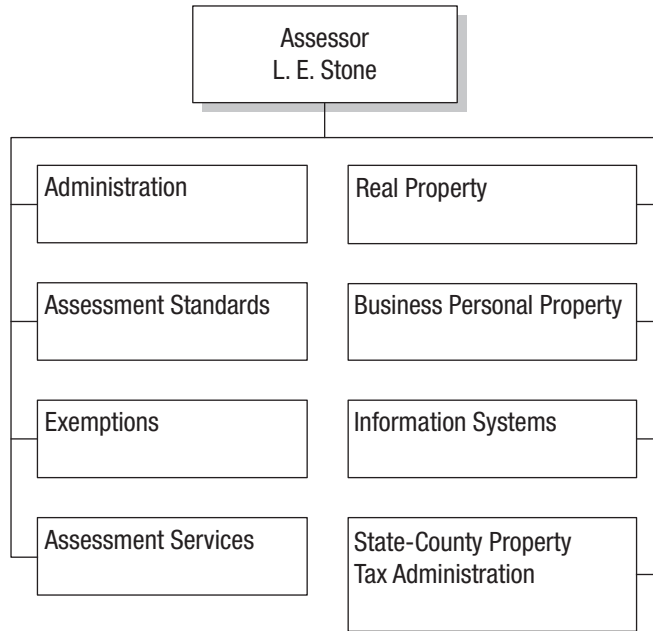 Assessor
L. E. Stone
Administration
Real Property
Assessment Standards
Business Personal Property
Exemptions
Information Systems
Assessment Services
State-County Property
Tax Administration